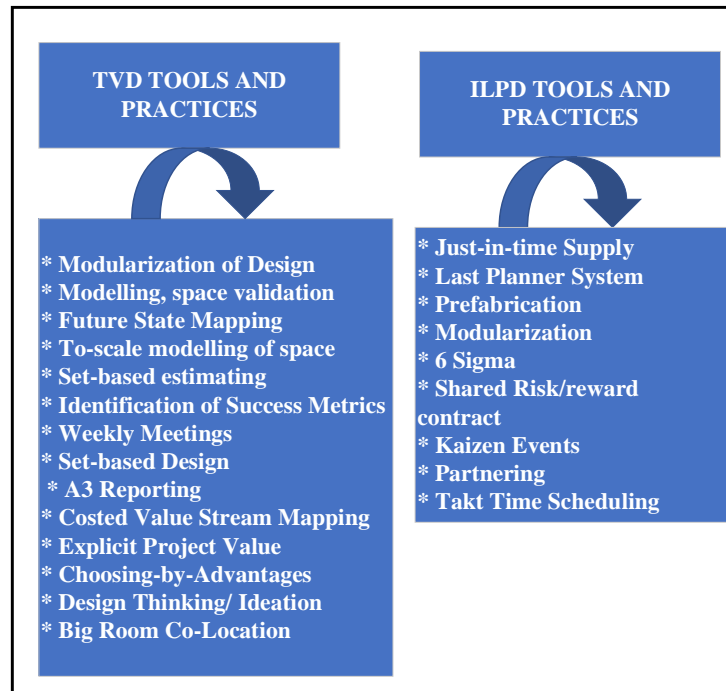 TVD TOOLS AND
PRACTICES
* Modularization of Design
* Modelling, space validation
* Future State Mapping
* To-scale modelling of space
* Set-based estimating
* Identification of Success Metrics
* Weekly Meetings
* Set-based Design
* A3 Reporting
* Costed Value Stream Mapping
* Explicit Project Value
* Choosing-by-Advantages
* Design Thinking/ Ideation
* Big Room Co-Location
ILPD TOOLS AND
PRACTICES
* Just-in-time Supply
* Last Planner System
* Prefabrication
* Modularization
* 6 Sigma
* Shared Risk/reward
contract
* Kaizen Events
* Partnering
* Takt Time Scheduling